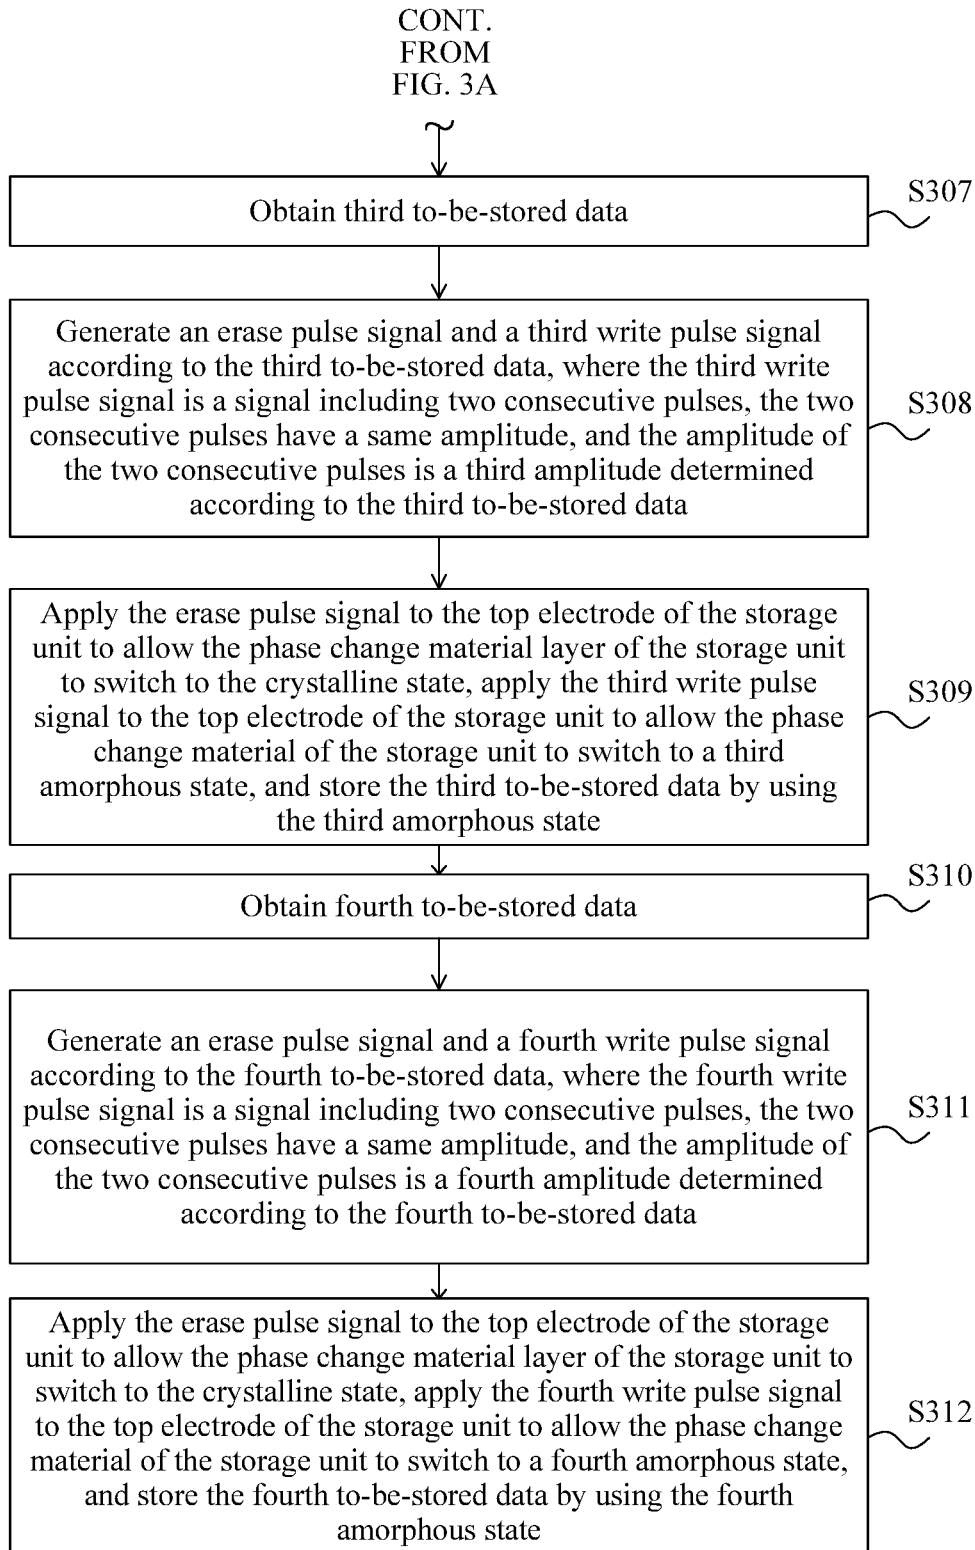 CONT.
FROM
FIG. 3A
S307
Obtain third to-be-stored data
Generate an erase pulse signal and a third write pulse signal
according to the third to-be-stored data, where the third write
pulse signal is a signal including two consecutive pulses, the two
consecutive pulses have a same amplitude, and the amplitude of
the two consecutive pulses is a third amplitude determined
according to the third to-be-stored data
S308
Apply the erase pulse signal to the top electrode of the storage
unit to allow the phase change material layer of the storage unit
to switch to the crystalline state, apply the third write pulse
signal to the top electrode of the storage unit to allow the phase
change material of the storage unit to switch to a third
amorphous state, and store the third to-be-stored data by using
the third amorphous state
S309
S310
Obtain fourth to-be-stored data
Generate an erase pulse signal and a fourth write pulse signal
according to the fourth to-be-stored data, where the fourth write
pulse signal is a signal including two consecutive pulses, the two
consecutive pulses have a same amplitude, and the amplitude of
the two consecutive pulses is a fourth amplitude determined
according to the fourth to-be-stored data
S311
Apply the erase pulse signal to the top electrode of the storage
unit to allow the phase change material layer of the storage unit to
switch to the crystalline state, apply the fourth write pulse signal
to the top electrode of the storage unit to allow the phase change
material of the storage unit to switch to a fourth amorphous state,
and store the fourth to-be-stored data by using the fourth
amorphous state
S312